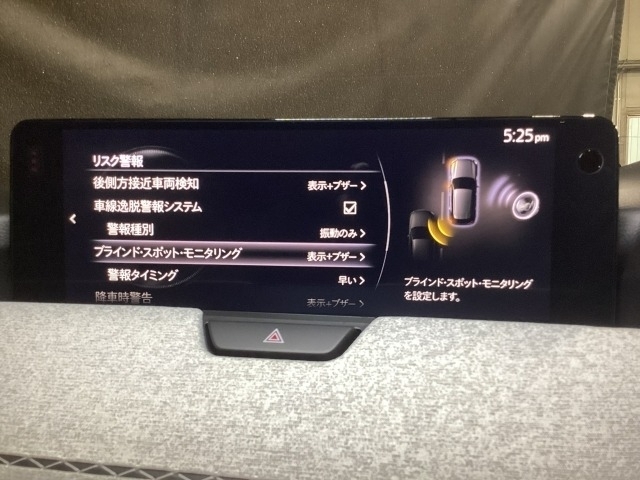 5:25pm
リスク警報
後側方接近車両検知 表示+ブザー
車線逸脱警報システム
警報種別 振動のみ
ブラインド・スポット・モニタリング 表示+ブザー
警報タイミング 早い
降車時警告 表示+ブザー
ブラインド・スポット・モニタリング
を設定します。